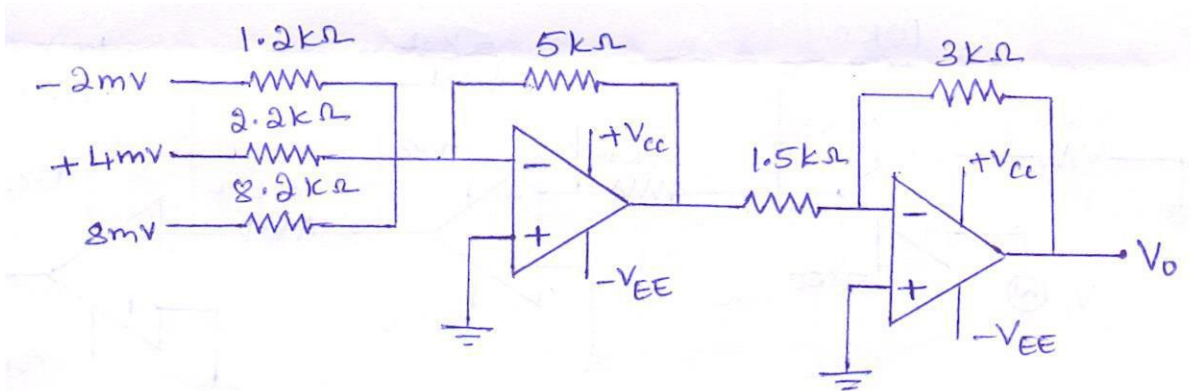 1.2kΩ
5kΩ
3kΩ
-2mv
2.2kΩ
+4mv
+Vcc
1.5kΩ
+Vcc
8.2kΩ
8mv
-
-
+
-VEE
Vo
+
-VEE